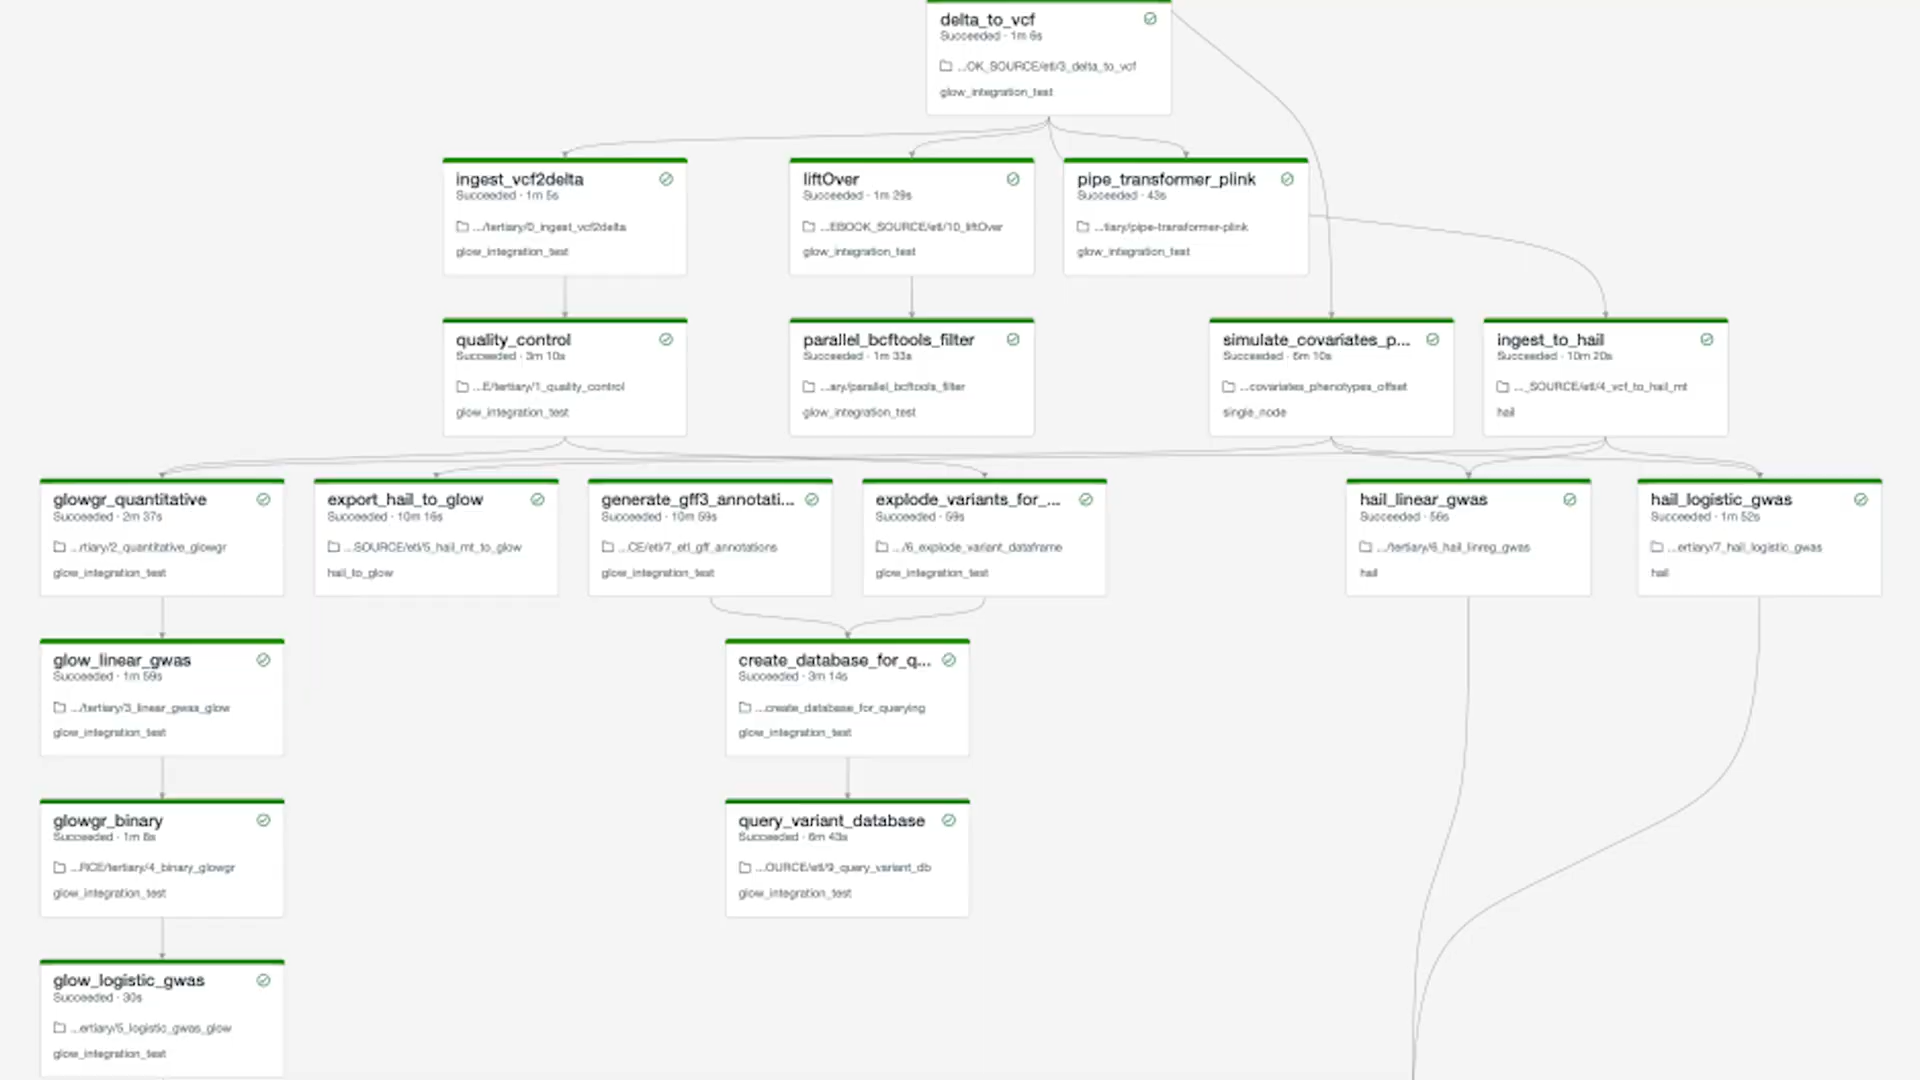 delta_to_vcf
Succeeded · 1m 6s
...OK_SOURCE/etl/3_delta_to_vcf
glow_integration_test
ingest_vcf2delta
Succeeded · 1m 5s
.../tertiary/0_ingest_vcf2delta
glow_integration_test
liftOver
Succeeded · 1m 29s
...EBOOK_SOURCE/etl/10_liftOver
glow_integration_test
pipe_transformer_plink
Succeeded · 43s
...tiary/pipe-transformer-plink
glow_integration_test
quality_control
Succeeded · 3m 10s
...E/tertiary/1_quality_control
glow_integration_test
parallel_bcftools_filter
Succeeded · 1m 33s
...ary/parallel_bcftools_filter
glow_integration_test
simulate_covariates_p...
Succeeded · 6m 10s
...covariates_phenotypes_offset
single_node
ingest_to_hail
Succeeded · 10m 20s
..._SOURCE/etl/4_vcf_to_hail_mt
hail
glowgr_quantitative
Succeeded · 2m 37s
...rtiary/2_quantitative_glowgr
glow_integration_test
export_hail_to_glow
Succeeded · 10m 16s
...SOURCE/etl/5_hail_mt_to_glow
hail_to_glow
generate_gff3_annotati...
Succeeded · 10m 59s
...CE/etl/7_etl_gff_annotations
glow_integration_test
explode_variants_for_...
Succeeded · 59s
.../6_explode_variant_dataframe
glow_integration_test
hail_linear_gwas
Succeeded · 56s
.../tertiary/6_hail_linreg_gwas
hail
hail_logistic_gwas
Succeeded · 1m 52s
...ertiary/7_hail_logistic_gwas
hail
glow_linear_gwas
Succeeded · 1m 59s
.../tertiary/3_linear_gwas_glow
glow_integration_test
create_database_for_q...
Succeeded · 3m 14s
...create_database_for_querying
glow_integration_test
glowgr_binary
Succeeded · 1m 8s
...RCE/tertiary/4_binary_glowgr
glow_integration_test
query_variant_database
Succeeded · 6m 43s
...OURCE/etl/9_query_variant_db
glow_integration_test
glow_logistic_gwas
Succeeded · 30s
...ertiary/5_logistic_gwas_glow
glow_integration_test